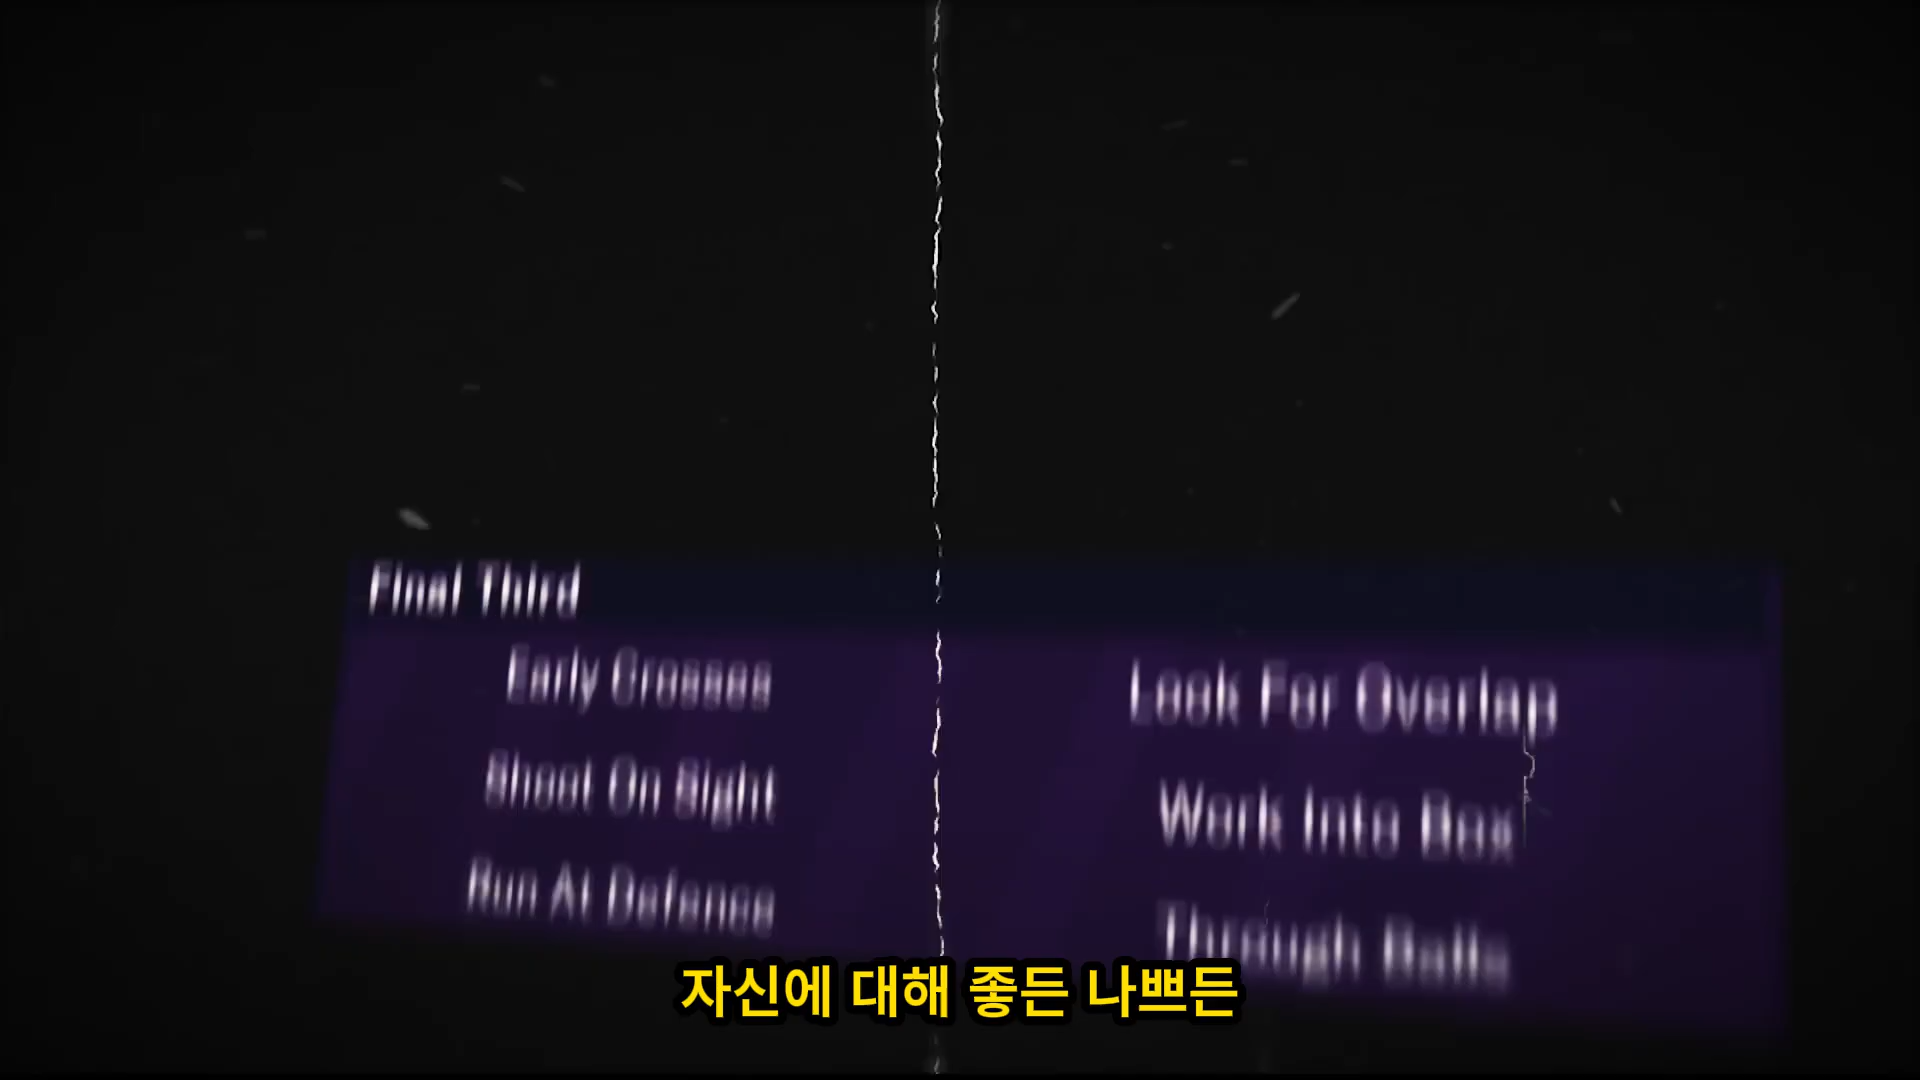 Final Third
Early Crosses
Look For Overlap
Shoot On Sight
Work Into Box
Run At Defense
Through Balls
자신에 대해 좋든 나쁘든